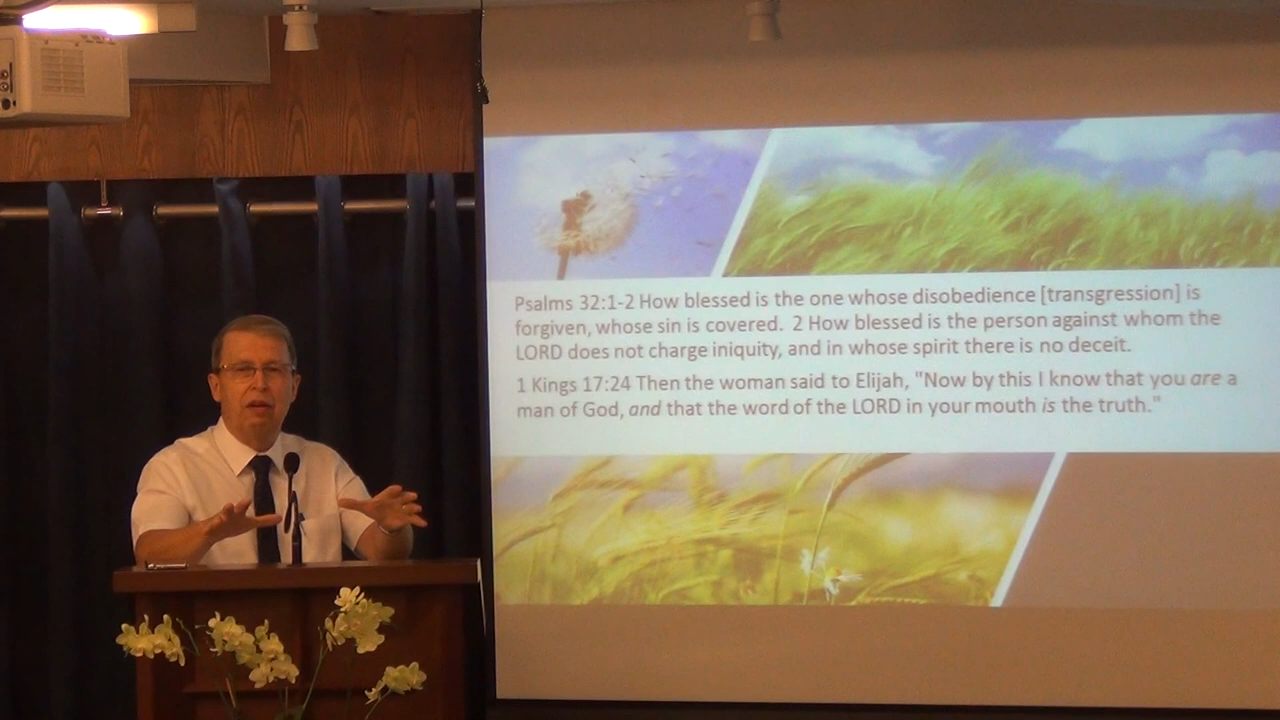 Psalms 32:1-2 How blessed is the one whose disobedience [transgression] is
forgiven, whose sin is covered. 2 How blessed is the person against whom the
LORD does not charge iniquity, and in whose spirit there is no deceit.
1 Kings 17:24 Then the woman said to Elijah, "Now by this I know that you are a
man of God, and that the word of the LORD in your mouth is the truth."